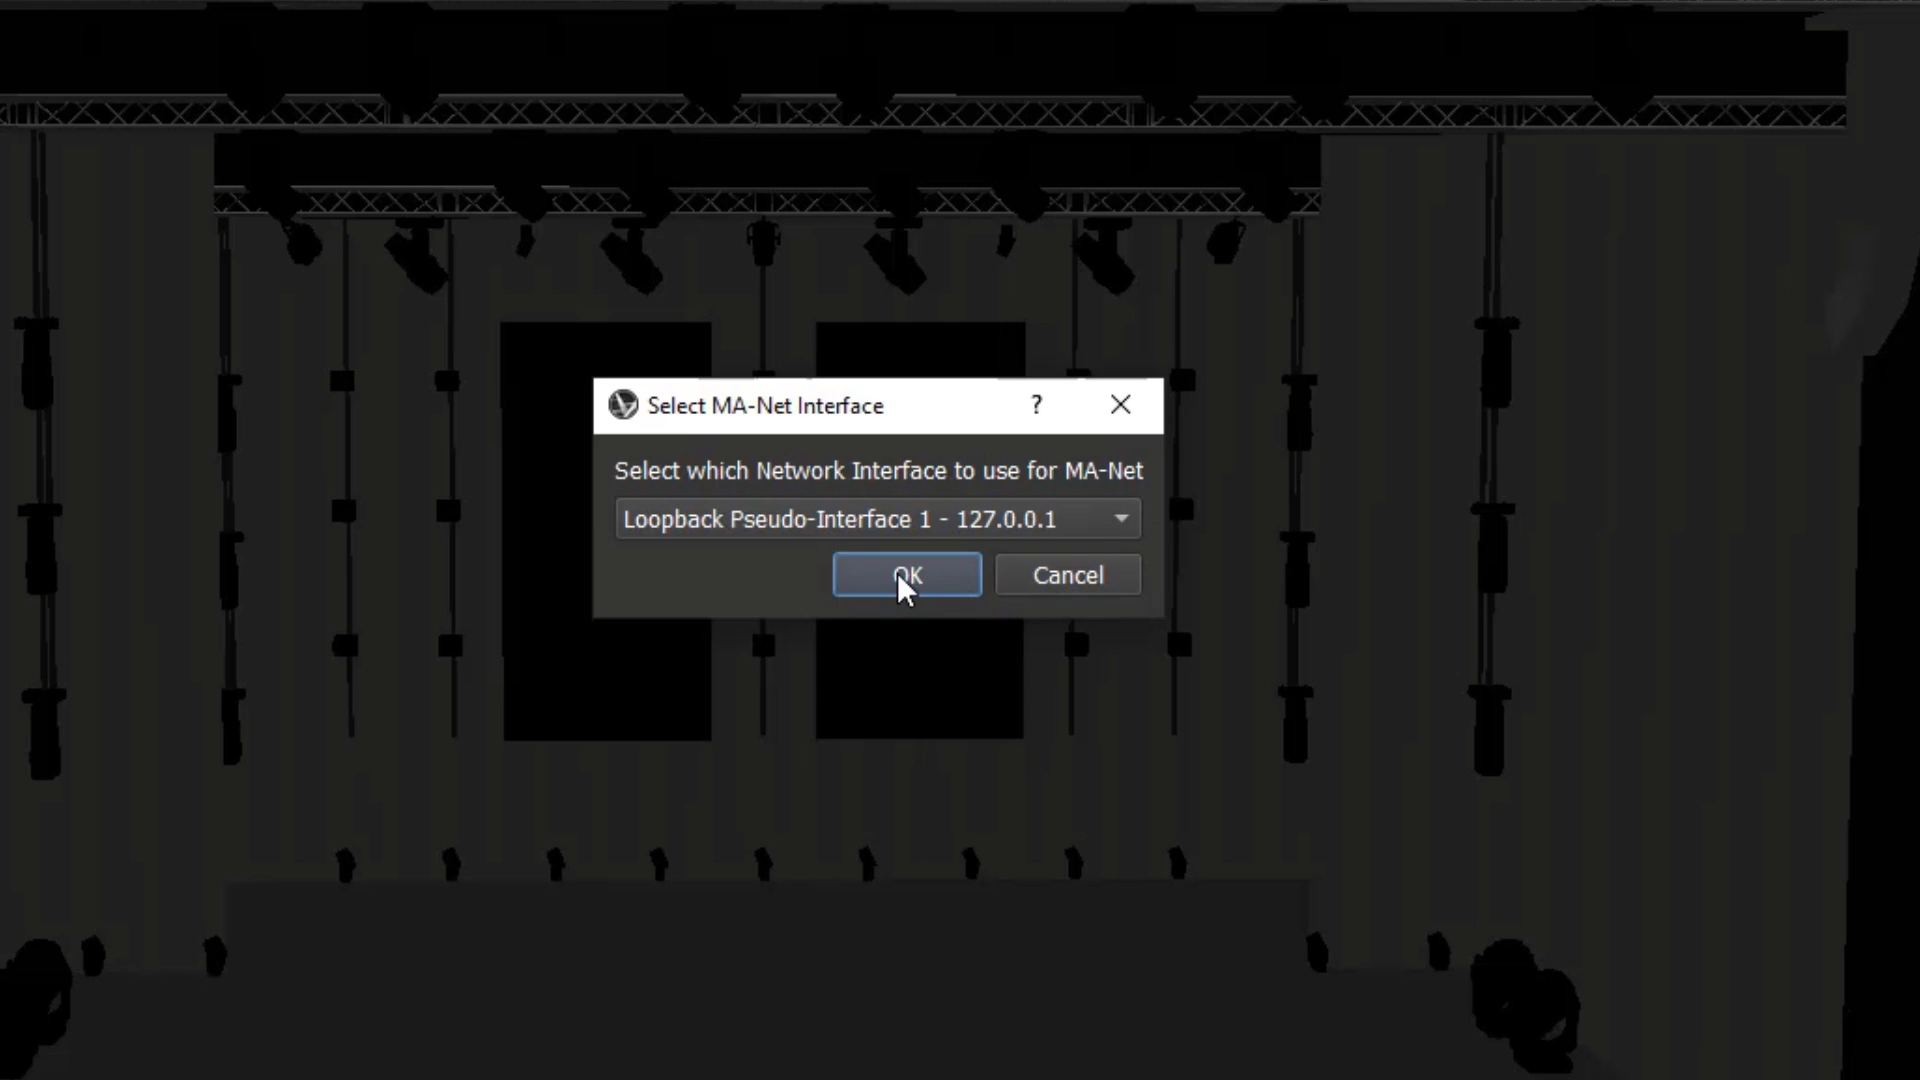 Select MA-Net Interface
?
Select which Network Interface to use for MA-Net
Loopback Pseudo-Interface 1 - 127.0.0.1
OK
Cancel